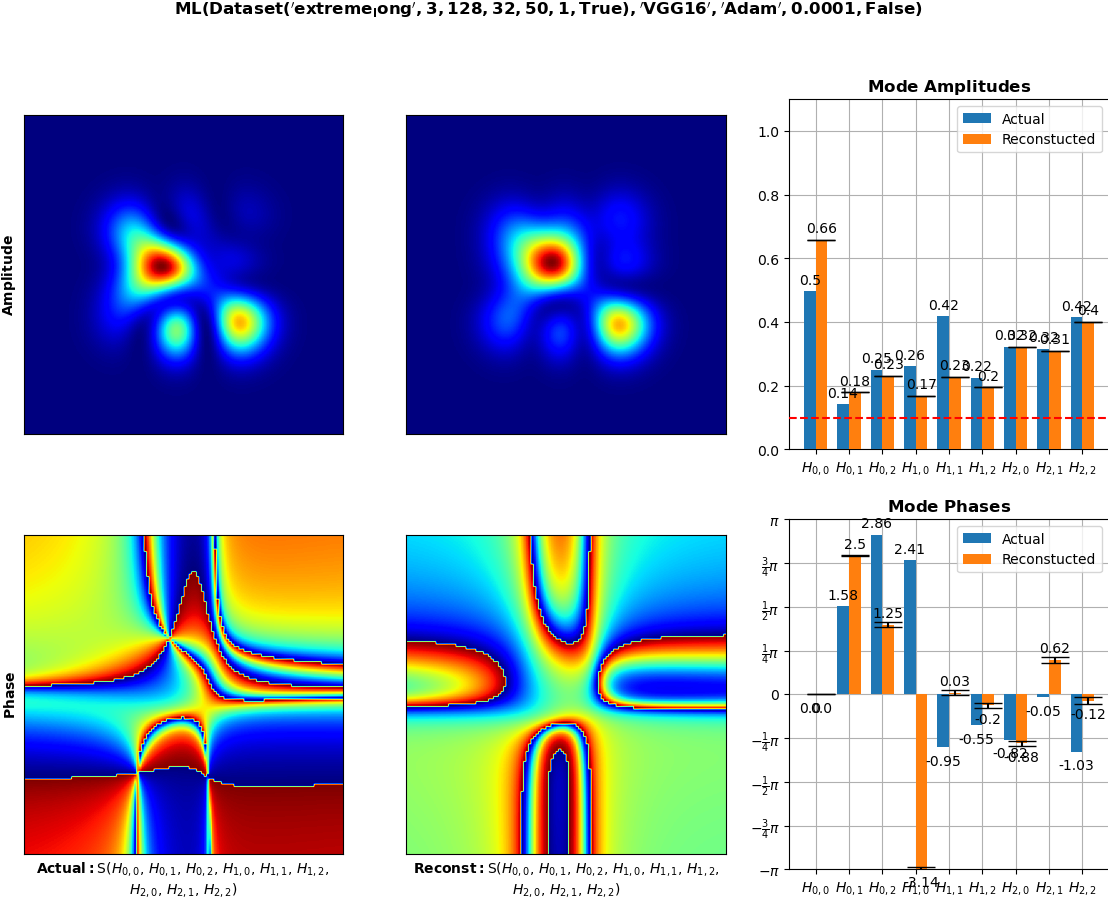 ML(Dataset('extreme_long', 3, 128, 32, 50, 1, True), 'VGG16', 'Adam', 0.0001, False)
Amplitude
Mode Amplitudes
Actual
Reconstucted
1.0
0.8
0.6
0.4
0.2
0.0
0.5 0.14 0.25 0.26 0.42 0.22 0.32 0.32 0.42
0.66 0.18 0.23 0.17 0.23 0.2 0.32 0.31 0.4
H0,0 H0,1 H0,2 H1,0 H1,1 H1,2 H2,0 H2,1 H2,2
Phase
Actual: S(H0,0, H0,1, H0,2, H1,0, H1,1, H1,2,
H2,0, H2,1, H2,2)
Reconst: S(H0,0, H0,1, H0,2, H1,0, H1,1, H1,2,
H2,0, H2,1, H2,2)
Mode Phases
Actual
Reconstucted
π
3/4π
1/2π
1/4π
0
−1/4π
−1/2π
−3/4π
−π
0.0 1.58 2.86 2.41 -0.95 -0.55 -0.82 -0.05 -1.03
0.0 2.5 1.25 -3.14 0.03 -0.2 -0.88 0.62 -0.12
H0,0 H0,1 H0,2 H1,0 H1,1 H1,2 H2,0 H2,1 H2,2